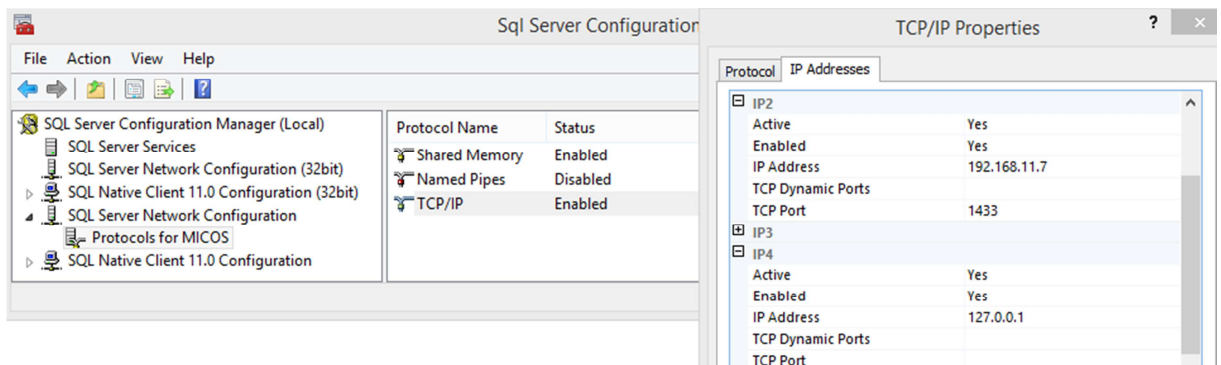 Sql Server Configuration
File Action View Help
SQL Server Configuration Manager (Local)
SQL Server Services
SQL Server Network Configuration (32bit)
SQL Native Client 11.0 Configuration (32bit)
SQL Server Network Configuration
Protocols for MICOS
SQL Native Client 11.0 Configuration
Protocol Name Status
Shared Memory Enabled
Named Pipes Disabled
TCP/IP Enabled
TCP/IP Properties ?
Protocol IP Addresses
IP2
Active Yes
Enabled Yes
IP Address 192.168.11.7
TCP Dynamic Ports
TCP Port 1433
IP3
IP4
Active Yes
Enabled Yes
IP Address 127.0.0.1
TCP Dynamic Ports
TCP Port